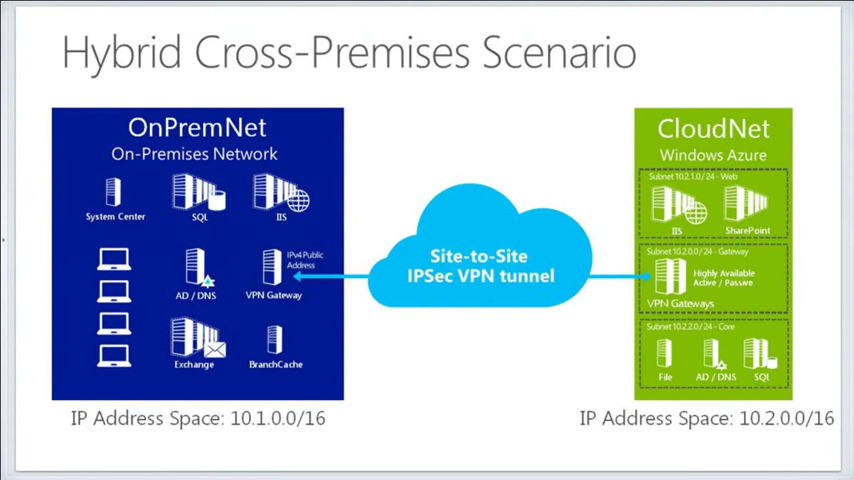 Hybrid Cross-Premises Scenario
OnPremNet
On-Premises Network
System Center
SQL
IIS
IPv4 Public
Address
AD / DNS
VPN Gateway
Exchange
BranchCache
IP Address Space: 10.1.0.0/16
Site-to-Site
IPSec VPN tunnel
CloudNet
Windows Azure
Subnet 10.2.1.0/ 24 - Web
IIS
SharePoint
Subnet 10.2.0.0/ 24 - Gateway
Highly Available
Active / Passive
VPN Gateways
Subnet 10.2.2.0/ 24 - Core
File
AD / DNS
SQL
IP Address Space: 10.2.0.0/16